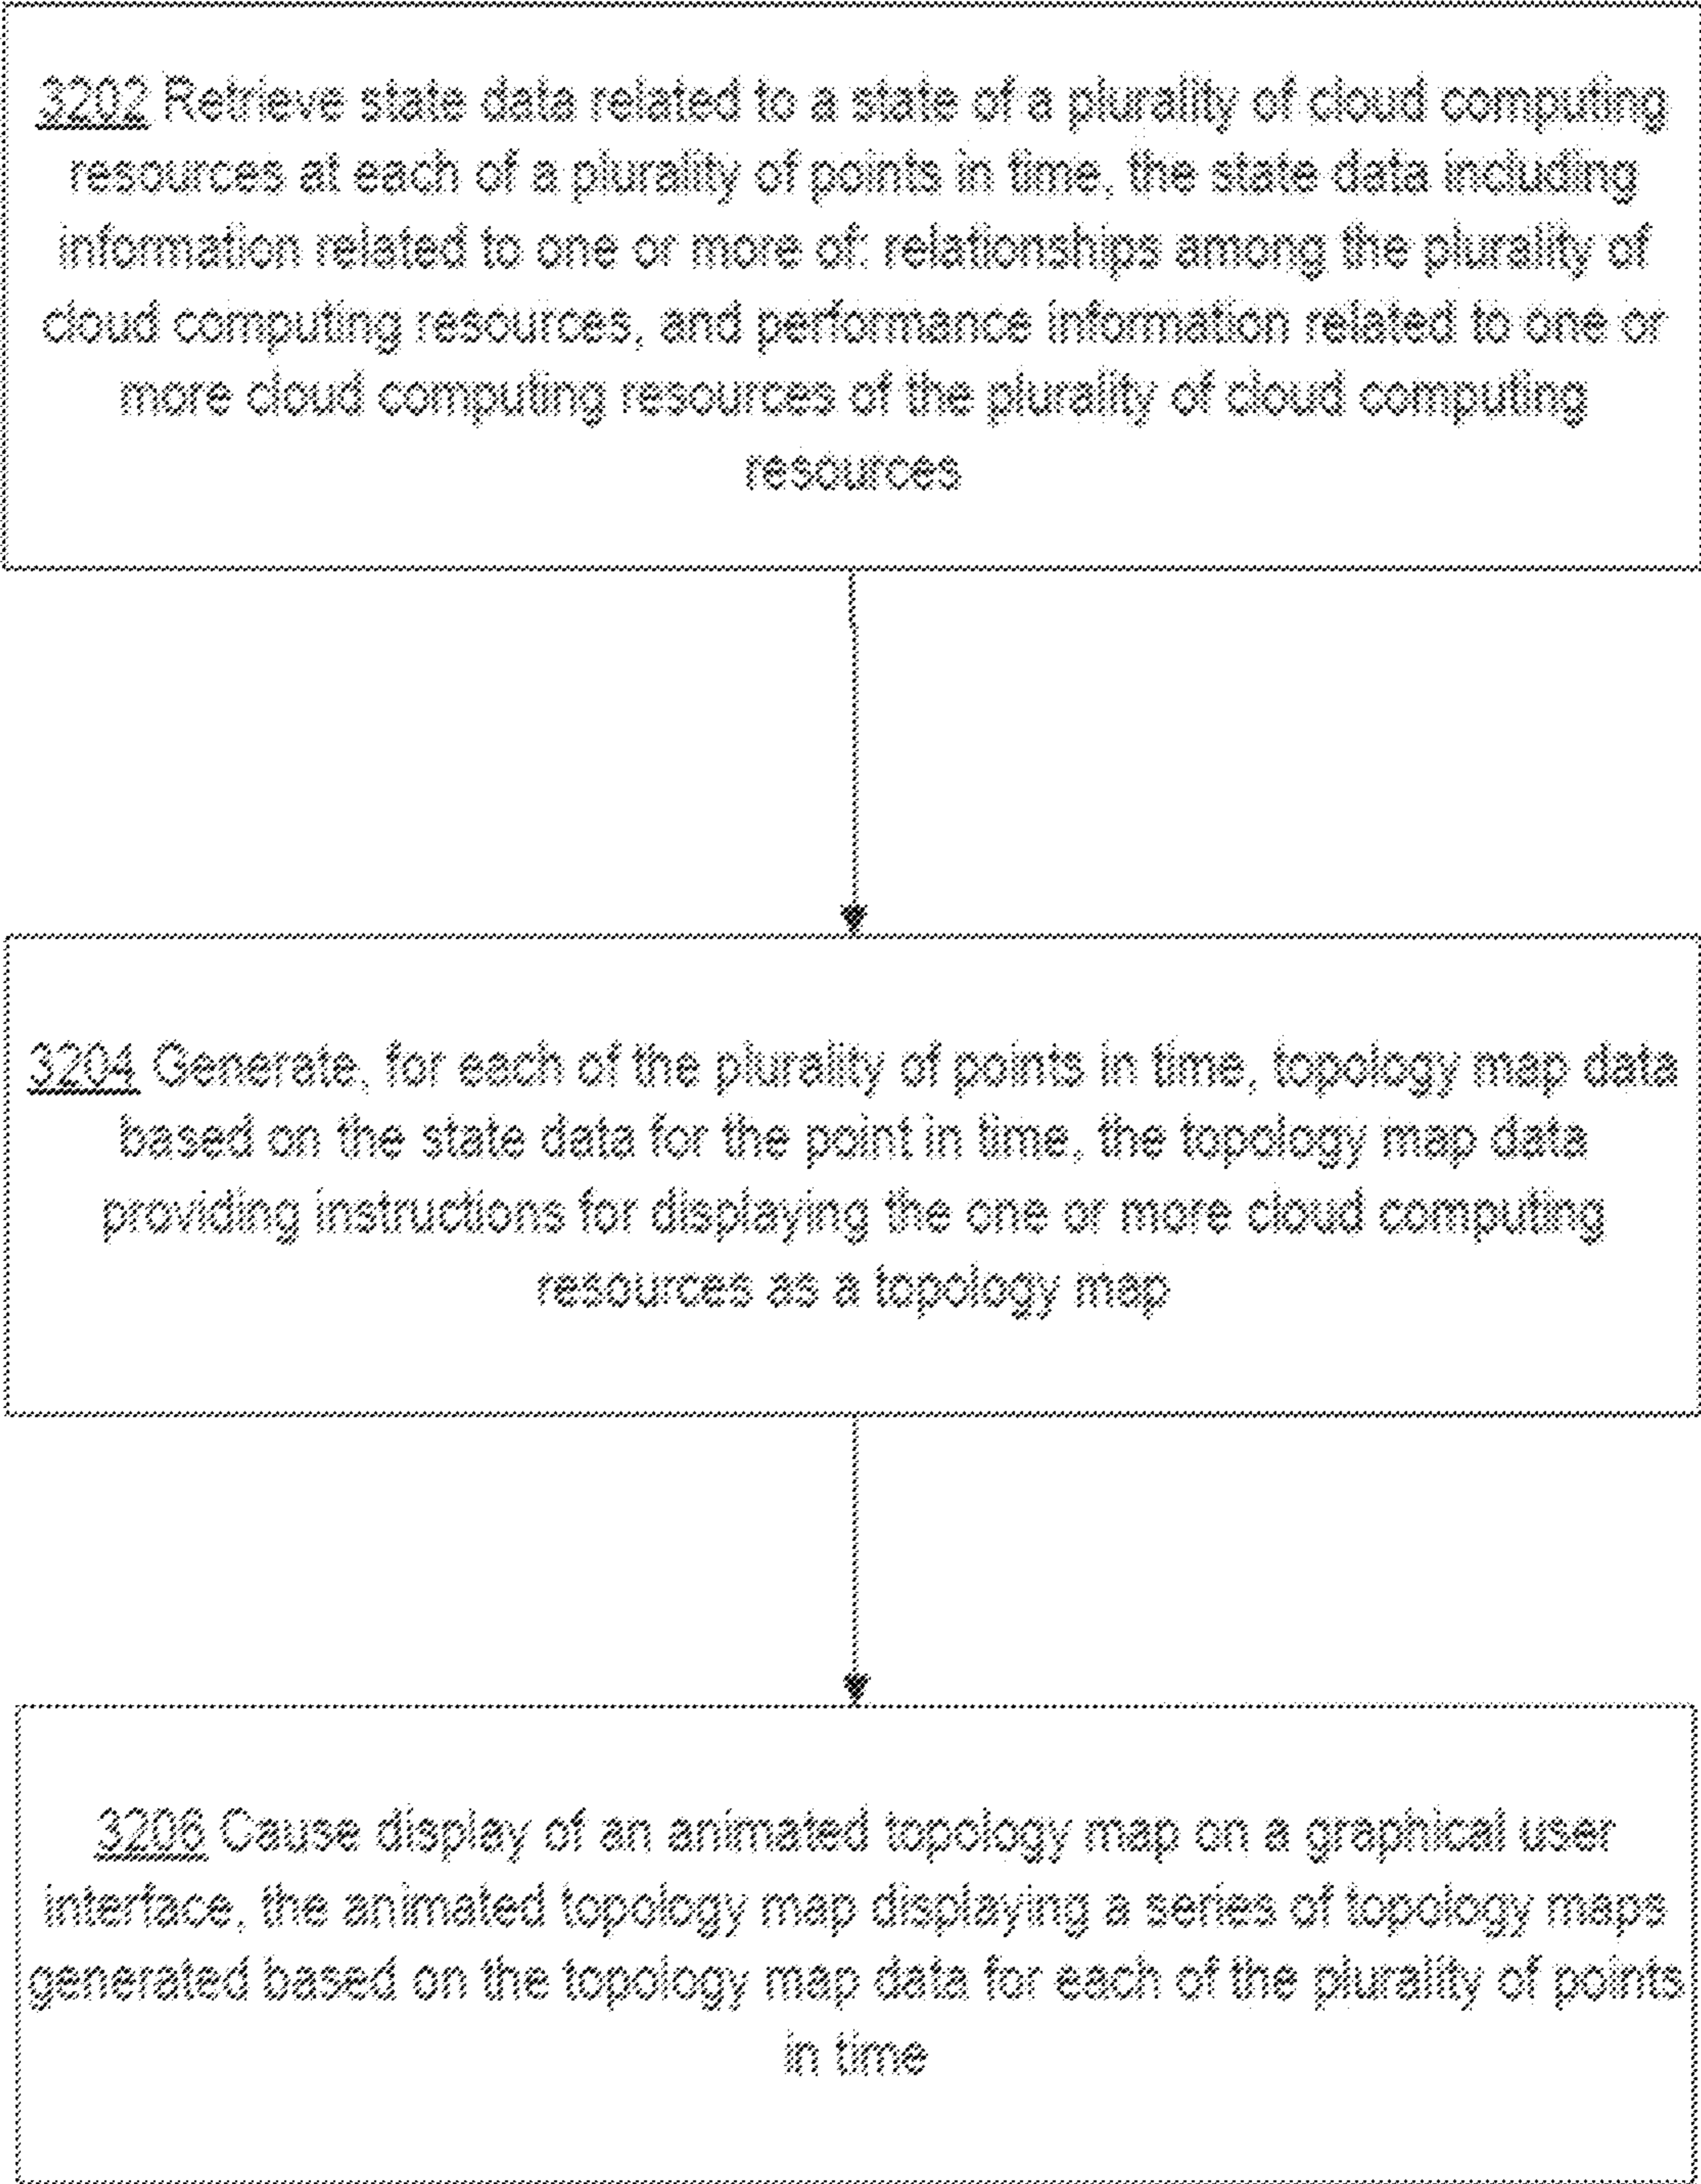 3202 Retrieve state data related to a state of a plurality of cloud computing
resources at each of a plurality of points in time, the state data including
information related to one or more of: relationships among the plurality of
cloud computing resources, and performance information related to one or
more cloud computing resources of the plurality of cloud computing
resources
3204 Generate, for each of the plurality of points in time, topology map data
based on the state data for the point in time, the topology map data
providing instructions for displaying the one or more cloud computing
resources as a topology map
3206 Cause display of an animated topology map on a graphical user
interface, the animated topology map displaying a series of topology maps
generated based on the topology map data for each of the plurality of points
in time